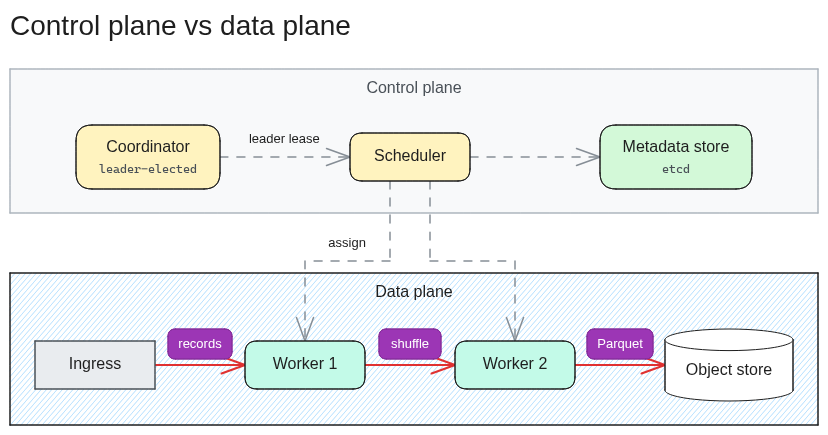 Control plane vs data plane
Control plane
Coordinator
leader-elected
leader lease
Scheduler
Metadata store
etcd
assign
Data plane
Ingress
records
Worker 1
shuffle
Worker 2
Parquet
Object store